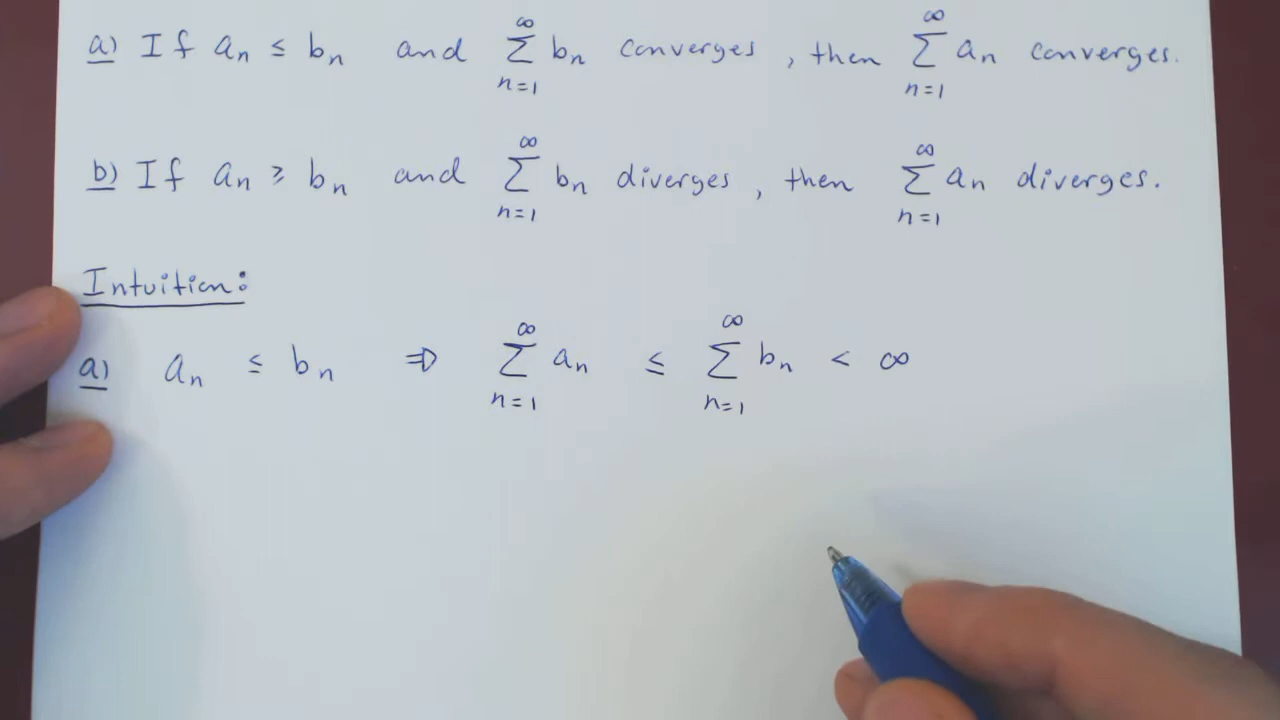 a) If aₙ ≤ bₙ and ∑_{n=1}^{∞} bₙ converges, then ∑_{n=1}^{∞} aₙ converges.
b) If aₙ ≥ bₙ and ∑_{n=1}^{∞} bₙ diverges, then ∑_{n=1}^{∞} aₙ diverges.
Intuition:
a) aₙ ≤ bₙ ⇒ ∑_{n=1}^{∞} aₙ ≤ ∑_{n=1}^{∞} bₙ < ∞